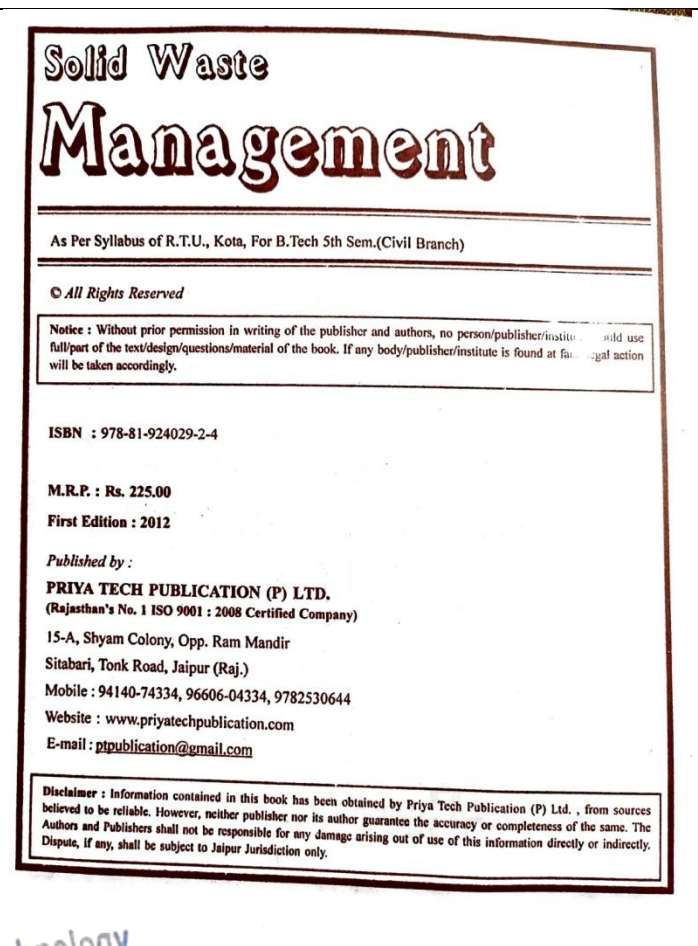 Solid Waste
Management
As Per Syllabus of R.T.U., Kota, For B.Tech 5th Sem.(Civil Branch)
© All Rights Reserved
Notice : Without prior permission in writing of the publisher and authors, no person/publisher/institu use
full/part of the text/design/questions/material of the book. If any body/publisher/institute is found at action
will be taken accordingly.
ISBN : 978-81-924029-2-4
M.R.P. : Rs. 225.00
First Edition : 2012
Published by :
PRIYA TECH PUBLICATION (P) LTD.
(Rajasthan's No. 1 ISO 9001 : 2008 Certified Company)
15-A, Shyam Colony, Opp. Ram Mandir
Sitabari, Tonk Road, Jaipur (Raj.)
Mobile : 94140-74334, 96606-04334, 9782530644
Website : www.priyatechpublication.com
E-mail : ptpublication@gmail.com
Disclaimer : Information contained in this book has been obtained by Priya Tech Publication (P) Ltd. , from sources
believed to be reliable. However, neither publisher nor its author guarantee the accuracy or completeness of the same. The
Authors and Publishers shall not be responsible for any damage arising out of use of this information directly or indirectly.
Dispute, if any, shall be subject to Jaipur Jurisdiction only.